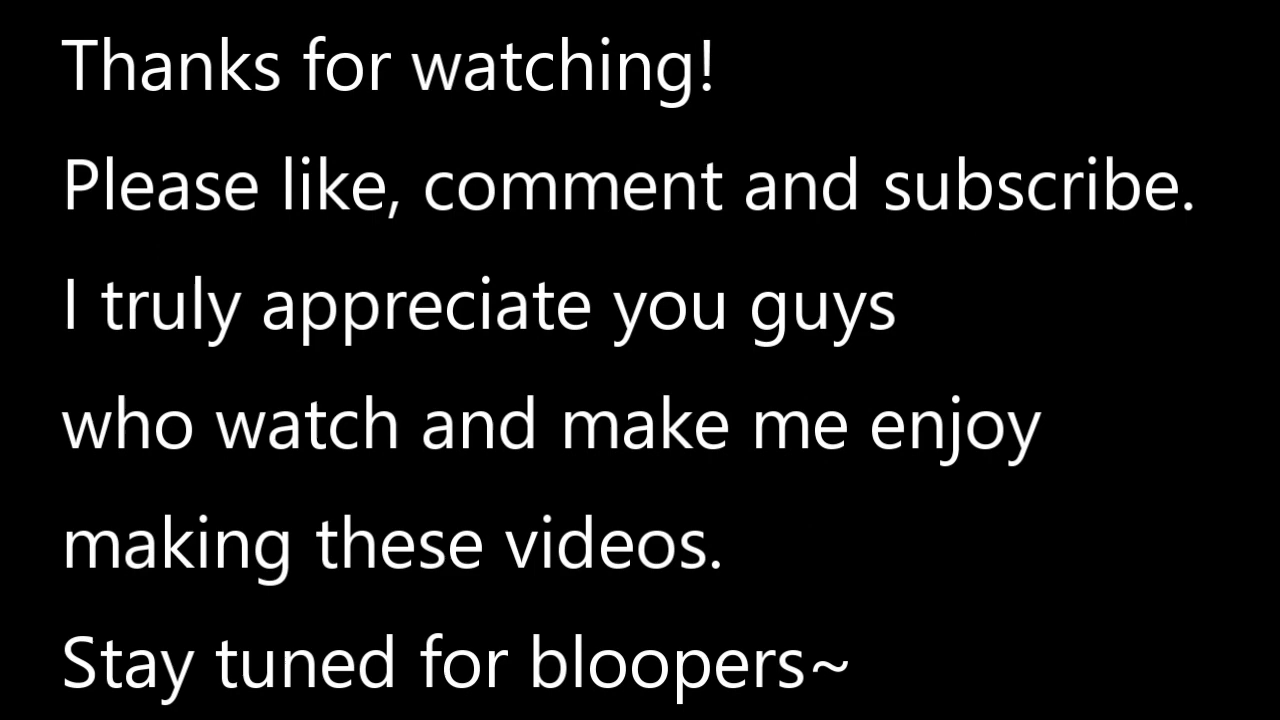 Thanks for watching!
Please like, comment and subscribe.
I truly appreciate you guys
who watch and make me enjoy
making these videos.
Stay tuned for bloopers~